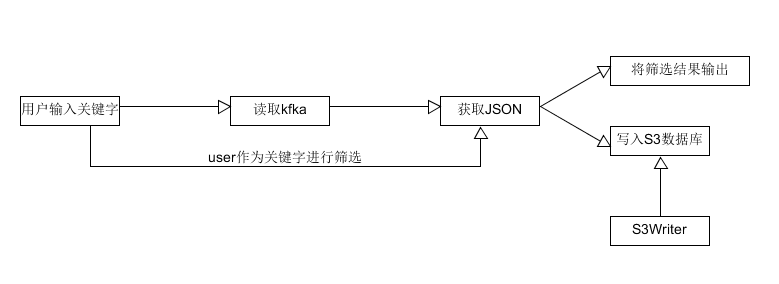 将筛选结果输出
用户输入关键字
读取kfka
获取JSON
写入S3数据库
user作为关键字进行筛选
S3Writer